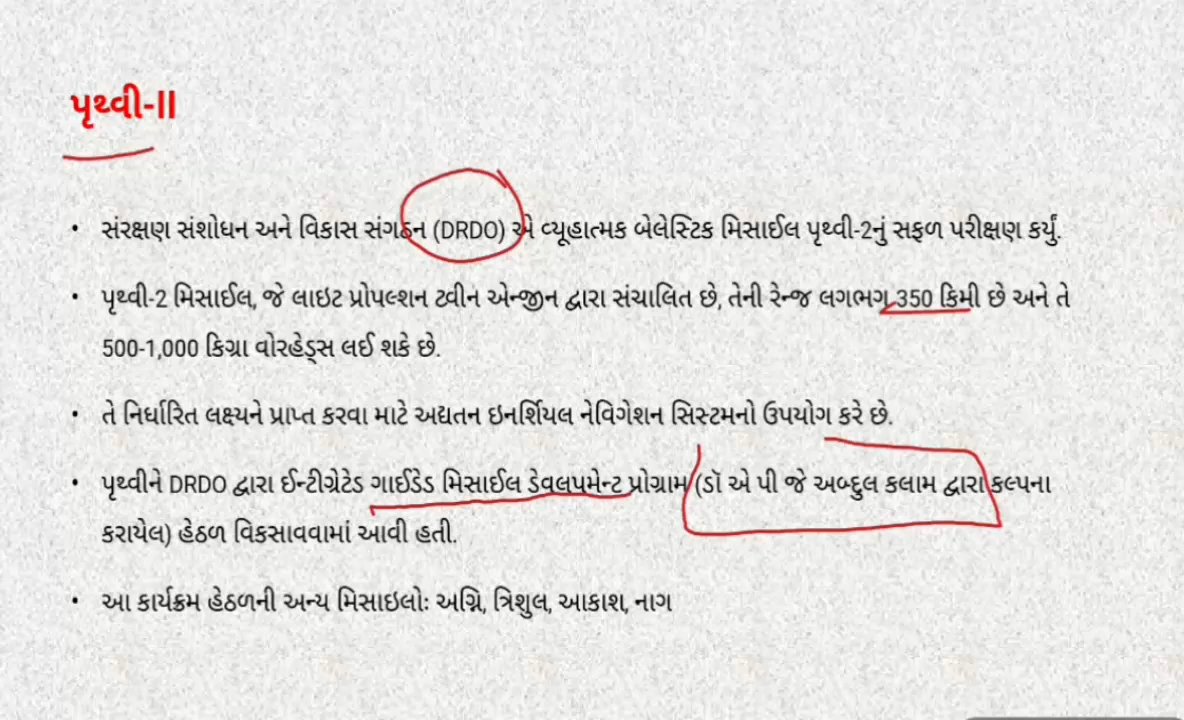 પૃથ્વી-II
• સંરક્ષણ સંશોધન અને વિકાસ સંગઠન (DRDO) એ વ્યૂહાત્મક બેલેસ્ટિક મિસાઈલ પૃથ્વી-2નું સફળ પરીક્ષણ કર્યું.
• પૃથ્વી-2 મિસાઈલ, જે લાઇટ પ્રોપલ્શન ટ્વીન એન્જીન દ્વારા સંચાલિત છે, તેની રેન્જ લગભગ 350 કિમી છે અને તે
500-1,000 કિગ્રા વોરહેડ્સ લઈ શકે છે.
• તે નિર્ધારિત લક્ષ્યને પ્રાપ્ત કરવા માટે અદ્યતન ઇનર્શિયલ નેવિગેશન સિસ્ટમનો ઉપયોગ કરે છે.
• પૃથ્વીને DRDO દ્વારા ઈન્ટીગ્રેટેડ ગાઈડેડ મિસાઈલ ડેવલપમેન્ટ પ્રોગ્રામ (ડૉ એ પી જે અબ્દુલ કલામ દ્વારા કલ્પના
કરાયેલ) હેઠળ વિકસાવવામાં આવી હતી.
• આ કાર્યક્રમ હેઠળની અન્ય મિસાઇલોઃ અગ્નિ, ત્રિશુલ, આકાશ, નાગ